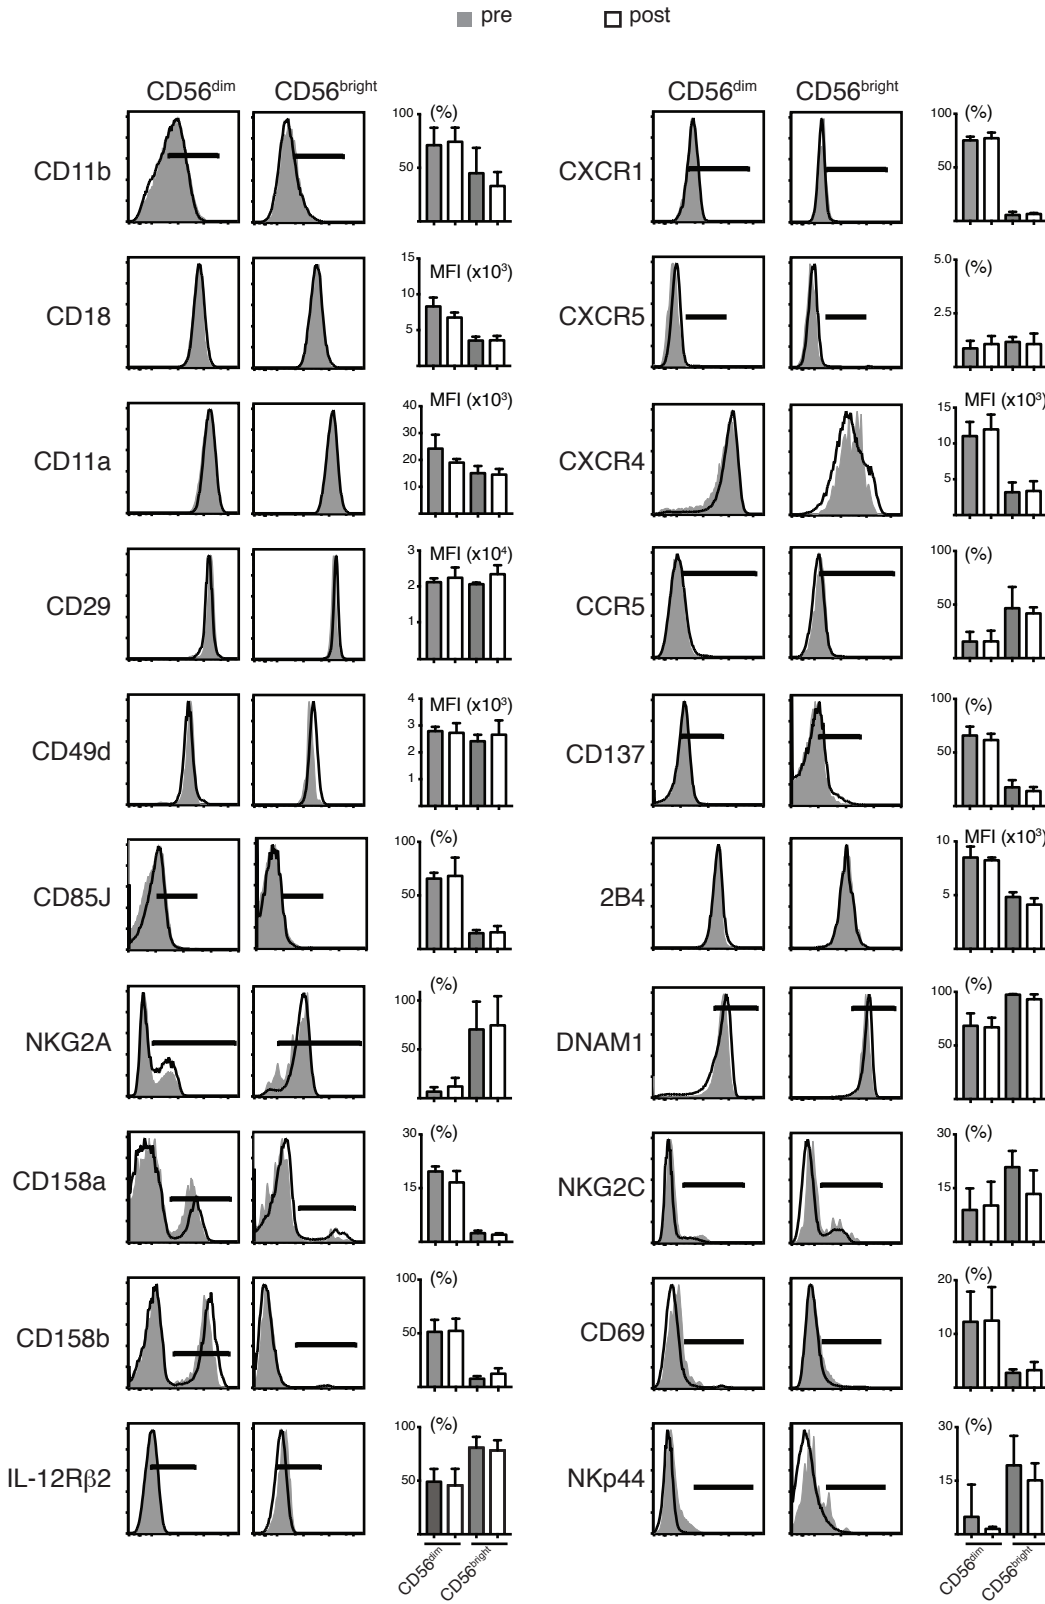 pre post
CD56dim CD56bright CD56dim CD56bright
CD11b 100 (%) 50
CXCR1 100 (%) 50
CD18 15 MFI (x10³) 10 5
CXCR5 5.0 (%) 2.5
CD11a 40 MFI (x10³) 30 20 10
CXCR4 MFI (x10³) 15 10 5
CD29 3 MFI (x10⁴) 2 1
CCR5 100 (%) 50
CD49d 4 MFI (x10³) 3 2 1
CD137 100 (%) 50
CD85J 100 (%) 50
2B4 10 MFI (x10³) 5
NKG2A (%) 100 50
DNAM1 100 (%) 50
CD158a 30 (%) 15
NKG2C 30 (%) 15
CD158b 100 (%) 50
CD69 20 (%) 10
IL-12Rβ2 100 (%) 50
NKp44 30 (%) 15
CD56dim CD56bright CD56dim CD56bright